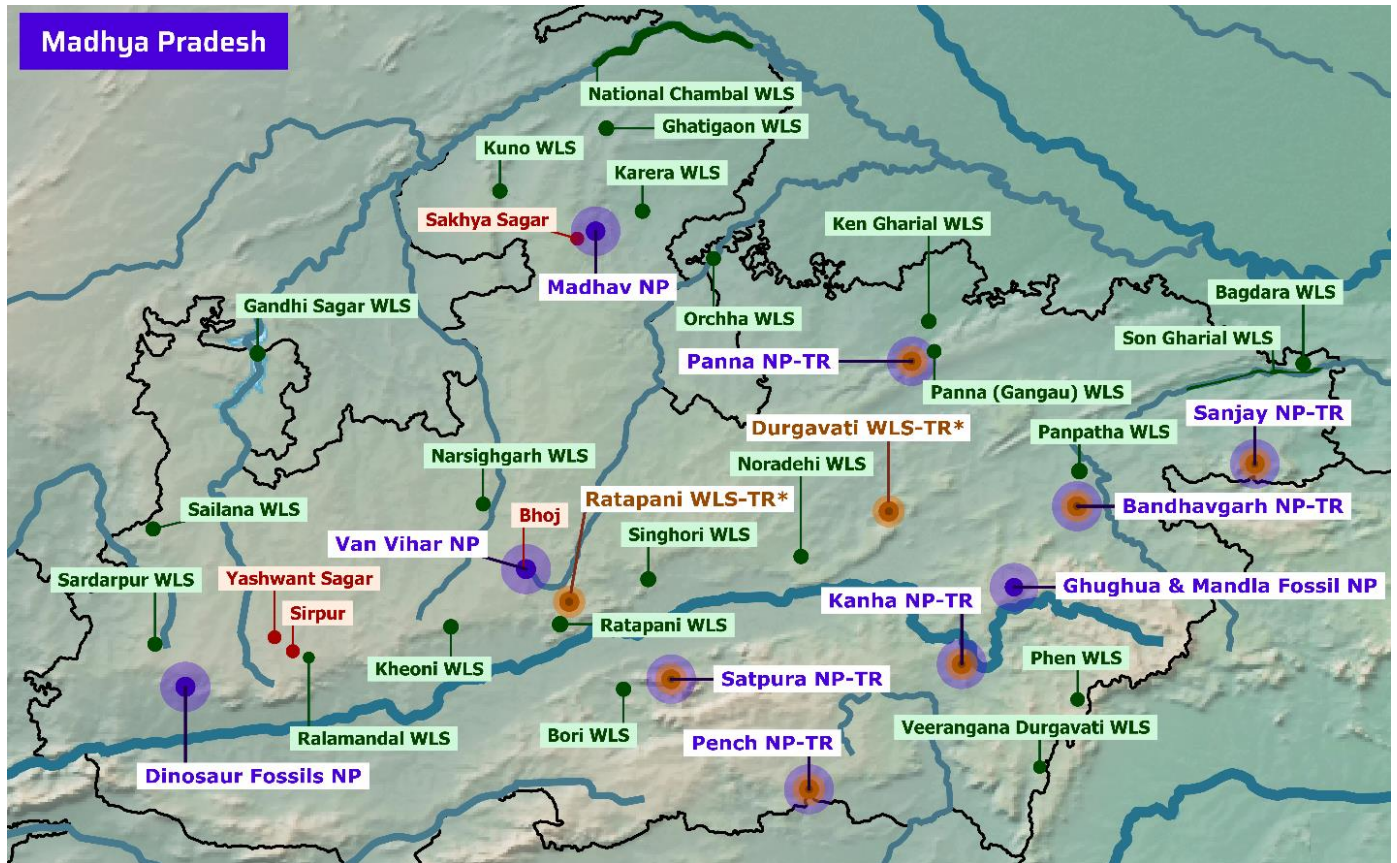 Madhya Pradesh
National Chambal WLS
Ghatigaon WLS
Kuno WLS
Karera WLS
Sakhya Sagar
Ken Gharial WLS
Madhav NP
Bagdara WLS
Gandhi Sagar WLS
Orchha WLS
Son Gharial WLS
Panna NP-TR
Panna (Gangau) WLS
Sanjay NP-TR
Durgavati WLS-TR*
Panpatha WLS
Narsighgarh WLS
Noradehi WLS
Ratapani WLS-TR*
Bandhavgarh NP-TR
Sailana WLS
Bhoj
Van Vihar NP
Singhori WLS
Sardarpur WLS
Yashwant Sagar
Ghughua & Mandla Fossil NP
Kanha NP-TR
Sirpur
Ratapani WLS
Phen WLS
Kheoni WLS
Satpura NP-TR
Veerangana Durgavati WLS
Ralamandal WLS
Bori WLS
Pench NP-TR
Dinosaur Fossils NP